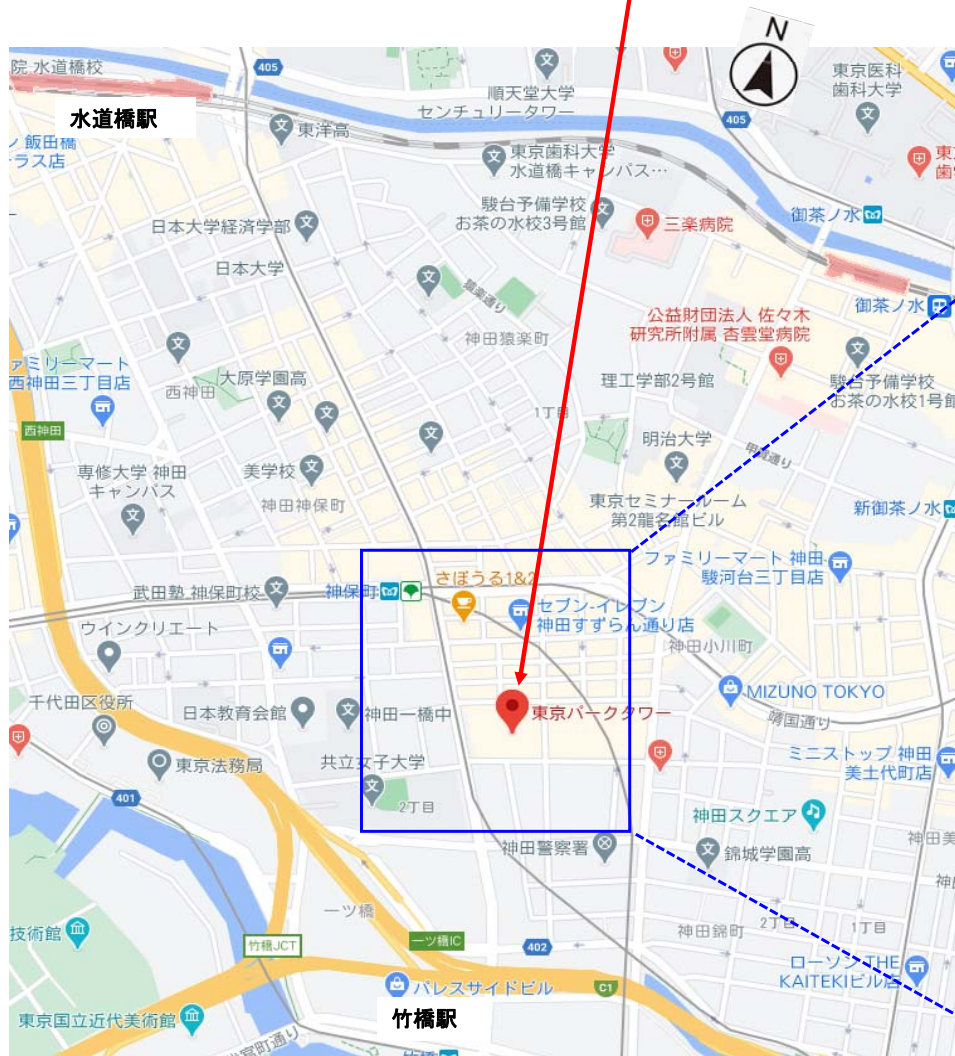 N
院 水道橋校
405
水道橋駅
順天堂大学
センチュリータワー
東京医科
歯科大学
405
東洋高
飯田橋
ラス店
東京歯科大学
水道橋キャンパス…
駿台予備学校
お茶の水校3号館
三楽病院
御茶ノ水
日本大学経済学部
日本大学
猿楽通り
御茶ノ水
公益財団法人 佐々木
研究所附属 杏雲堂病院
神田猿楽町
ァミリーマート
西神田三丁目店
大原学園高
西神田
理工学部2号館
駿台予備学校
お茶の水校1号館
1丁目
西神田
明治大学
甲賀通り
専修大学 神田
キャンパス
美学校
神田神保町
東京セミナールーム
第2龍名館ビル
新御茶ノ水
さぼうる1&2
ファミリーマート 神田
駿河台三丁目店
武田塾 神保町校
神保町
セブン-イレブン
神田すずらん通り店
ウインクリエート
神田小川町
千代田区役所
MIZUNO TOKYO
日本教育会館
神田一橋中
東京パークタワー
靖国通り
東京法務局
共立女子大学
ミニストップ 神田
美土代町店
401
2丁目
神田スクエア
神田警察署
錦城学園高
神田美
神田
一ツ橋
技術館
竹橋JCT
一ツ橋IC
402
神田錦町
2丁目
1丁目
ローソン THE
KAITEKIビル店
パレスサイドビル
C1
東京国立近代美術館
竹橋駅
竹橋